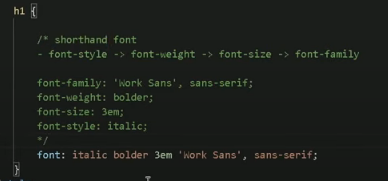 h1 {
/* shorthand font
- font-style -> font-weight -> font-size -> font-family
font-family: 'Work Sans', sans-serif;
font-weight: bolder;
font-size: 3em;
font-style: italic;
*/
font: italic bolder 3em 'Work Sans', sans-serif;
}